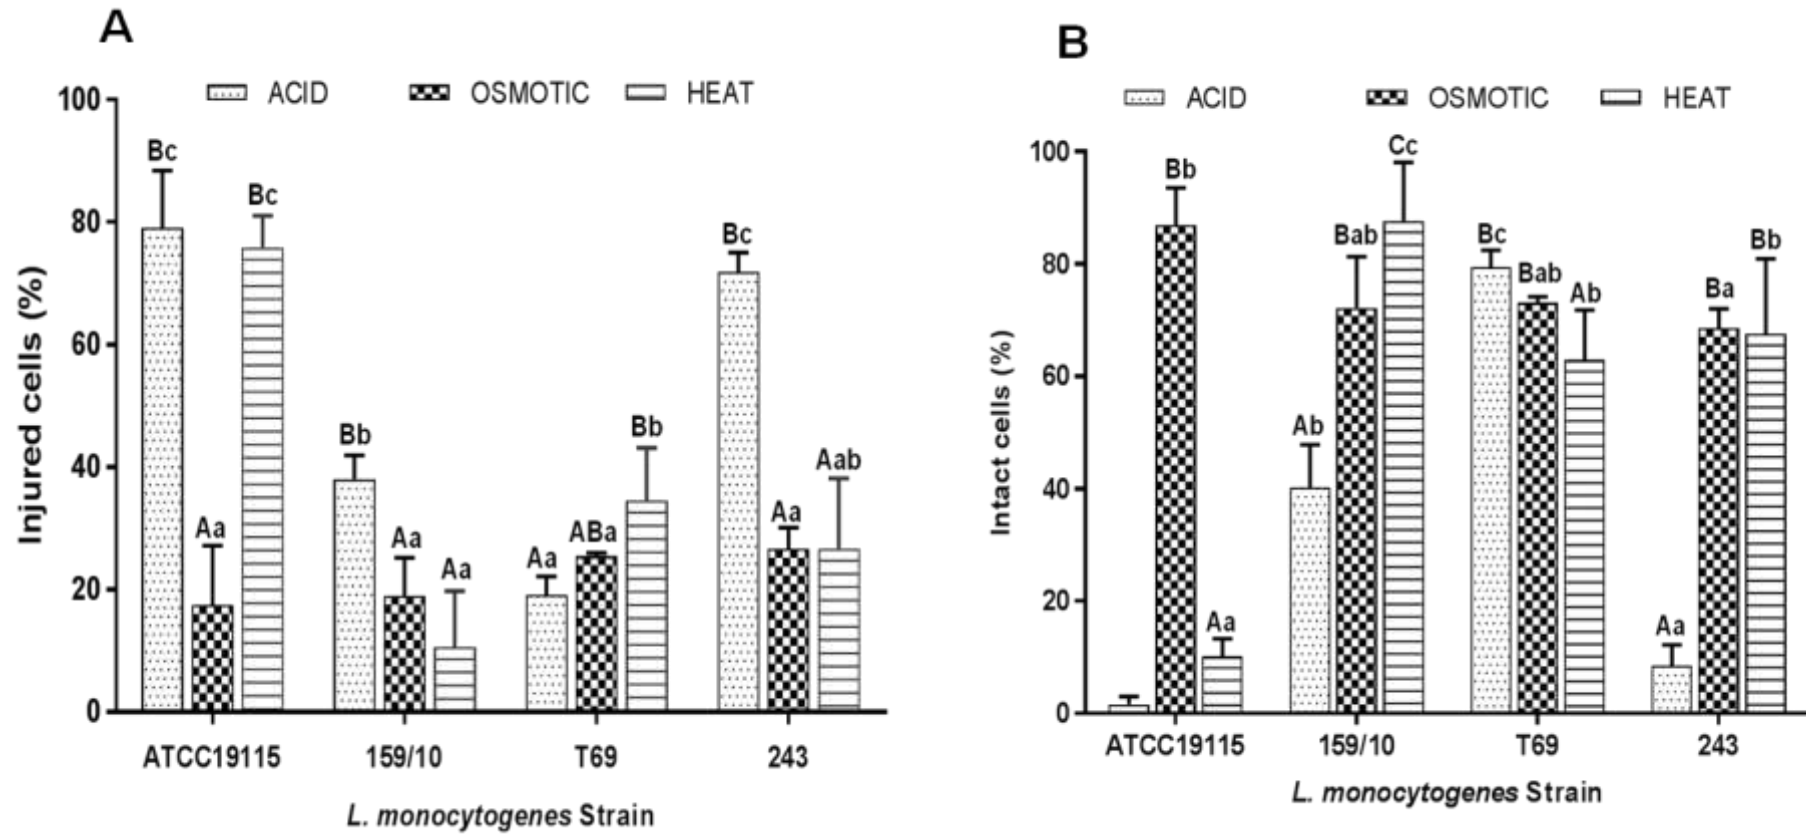 A
ACID OSMOTIC HEAT
Injured cells (%)
100
80
60
40
20
0
Bc
Aa
Bc
Bb
Aa
Aa
Aa
ABa
Bb
Bc
Aa
Aab
ATCC19115 159/10 T69 243
L. monocytogenes Strain
B
ACID OSMOTIC HEAT
Intact cells (%)
100
80
60
40
20
0
Bb
Aa
Ab
Bab
Cc
Bc
Bab
Ab
Aa
Ba
Bb
ATCC19115 159/10 T69 243
L. monocytogenes Strain